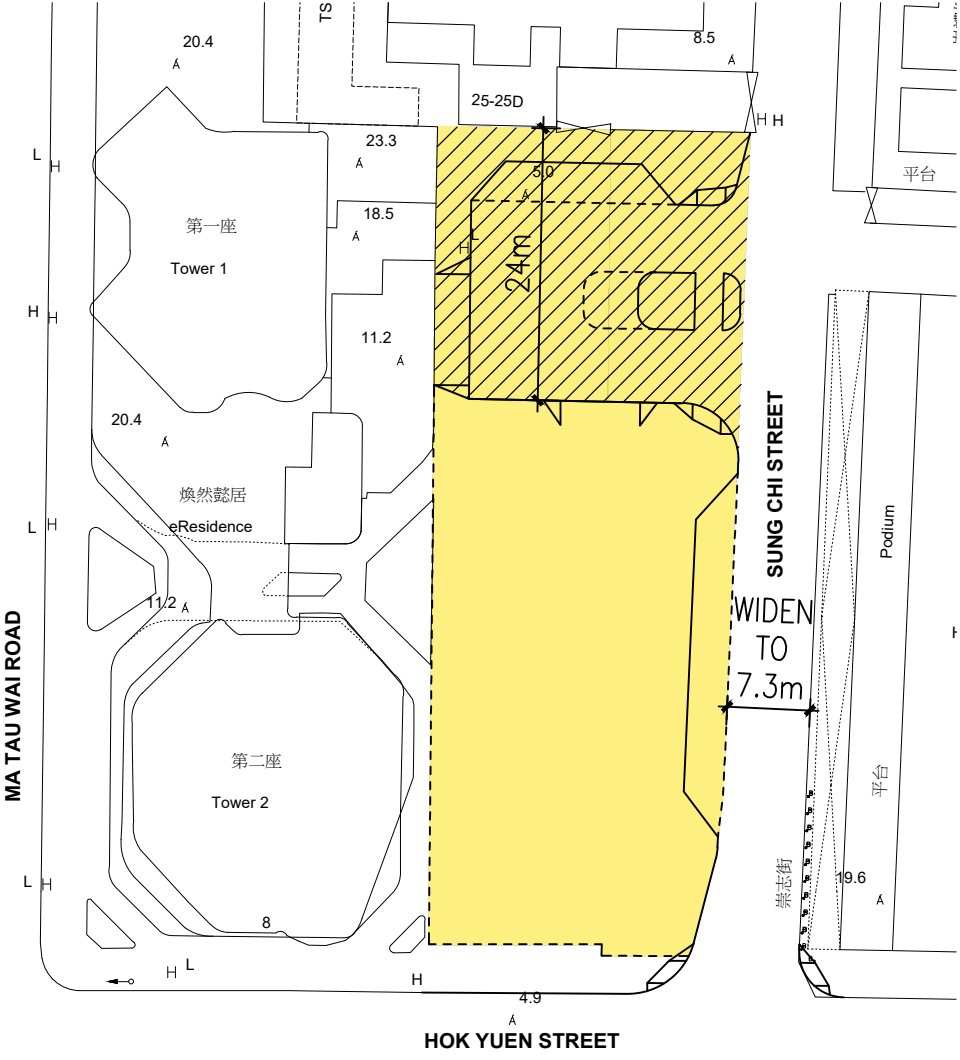 TS
20.4
8.5
25-25D
H
H
L
H
23.3
5.0
平台
18.5
第一座
L
H
Tower 1
24m
H
H
11.2
20.4
SUNG CHI STREET
煥然懿居
eResidence
L
H
Podium
11.2
WIDEN
TO
7.3m
MA TAU WAI ROAD
第二座
平台
Tower 2
崇志街
19.6
L
H
8
H
L
H
4.9
HOK YUEN STREET